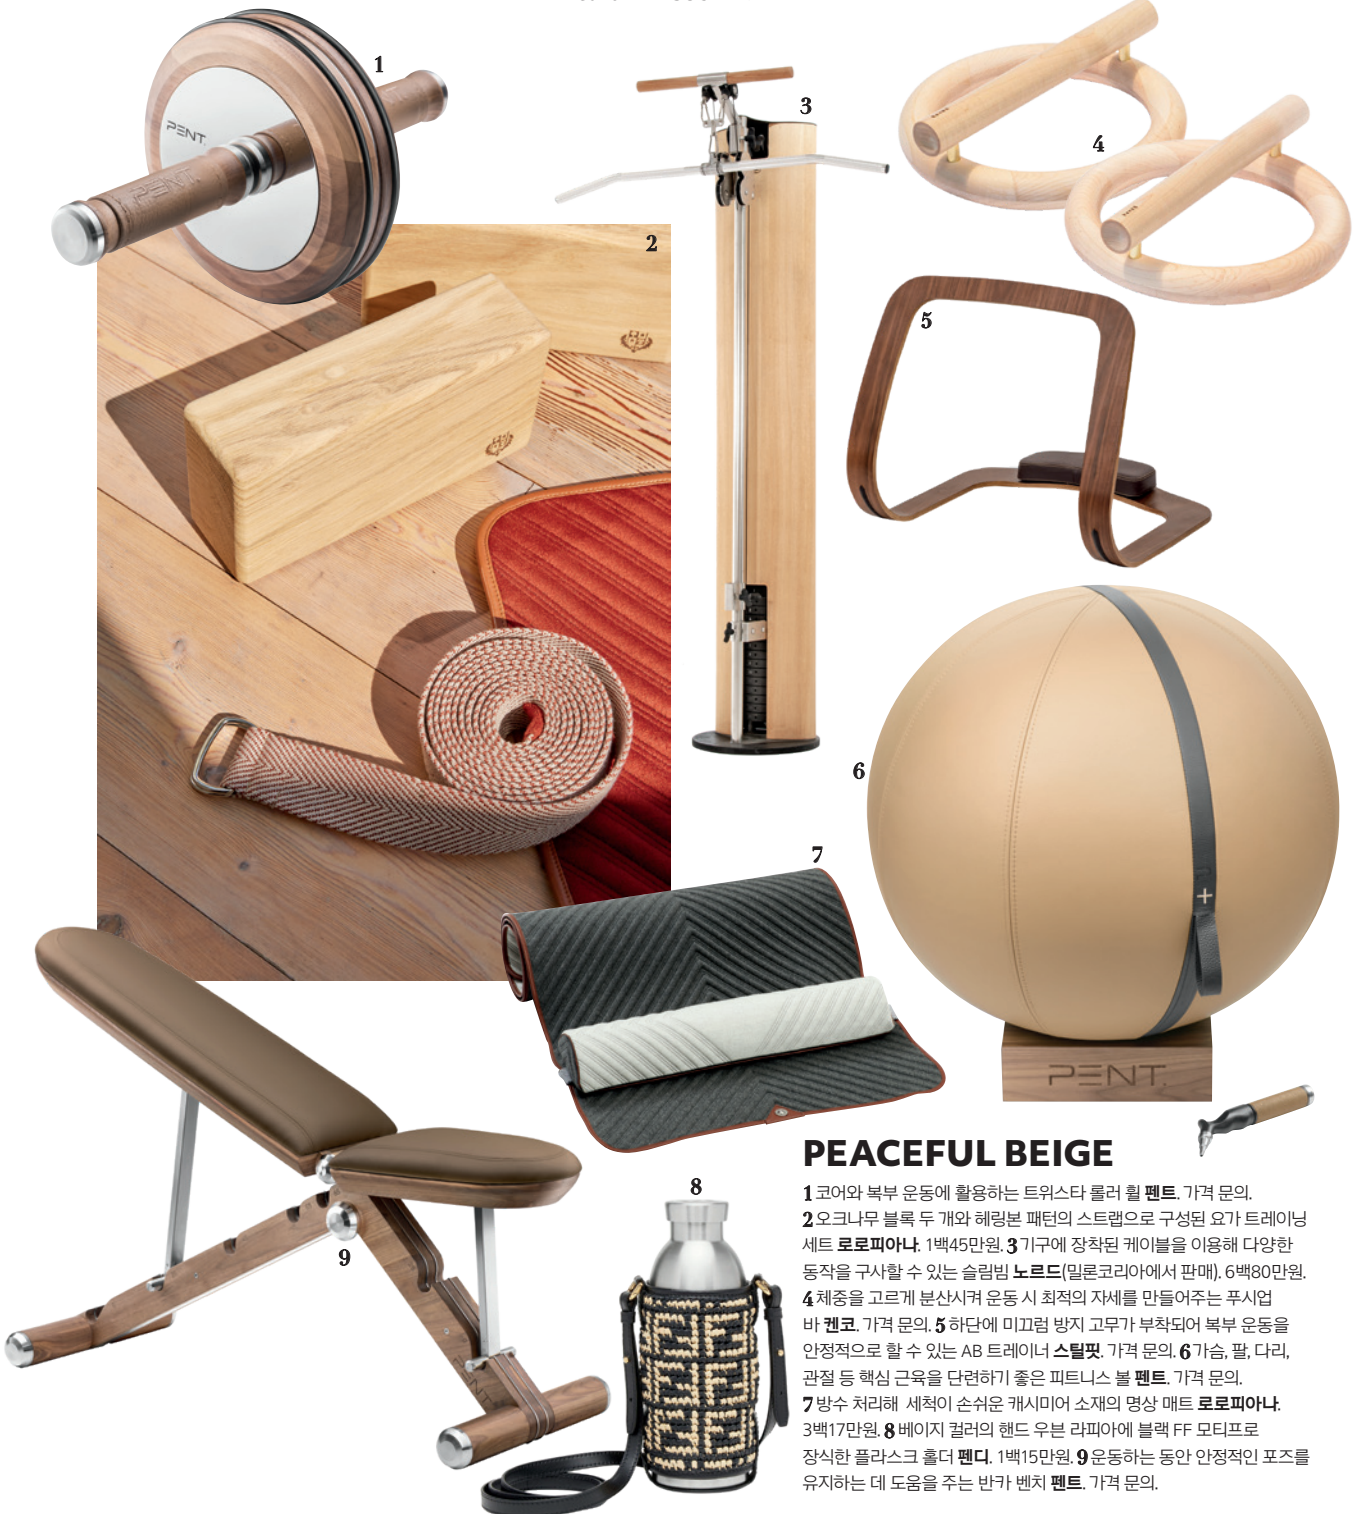 1
PENT.
PENT.
2
3
4
5
6
PENT.
7
8
9
PENT
PEACEFUL BEIGE
1 코어와 복부 운동에 활용하는 트위스타 롤러 휠 펜트. 가격 문의.
2 오크나무 블록 두 개와 헤링본 패턴의 스트랩으로 구성된 요가 트레이닝
세트 로로피아나. 1백45만원. 3 기구에 장착된 케이블을 이용해 다양한
동작을 구사할 수 있는 슬림빔 노르드(밀론코리아에서 판매). 6백80만원.
4 체중을 고르게 분산시켜 운동 시 최적의 자세를 만들어주는 푸시업
바 켄코. 가격 문의. 5 하단에 미끄럼 방지 고무가 부착되어 복부 운동을
안정적으로 할 수 있는 AB 트레이너 스틸핏. 가격 문의. 6 가슴, 팔, 다리,
관절 등 핵심 근육을 단련하기 좋은 피트니스 볼 펜트. 가격 문의.
7 방수 처리해 세척이 손쉬운 캐시미어 소재의 명상 매트 로로피아나.
3백17만원. 8 베이지 컬러의 핸드 우븐 라피아에 블랙 FF 모티프로
장식한 플라스크 홀더 펜디. 1백15만원. 9 운동하는 동안 안정적인 포즈를
유지하는 데 도움을 주는 반카 벤치 펜트. 가격 문의.